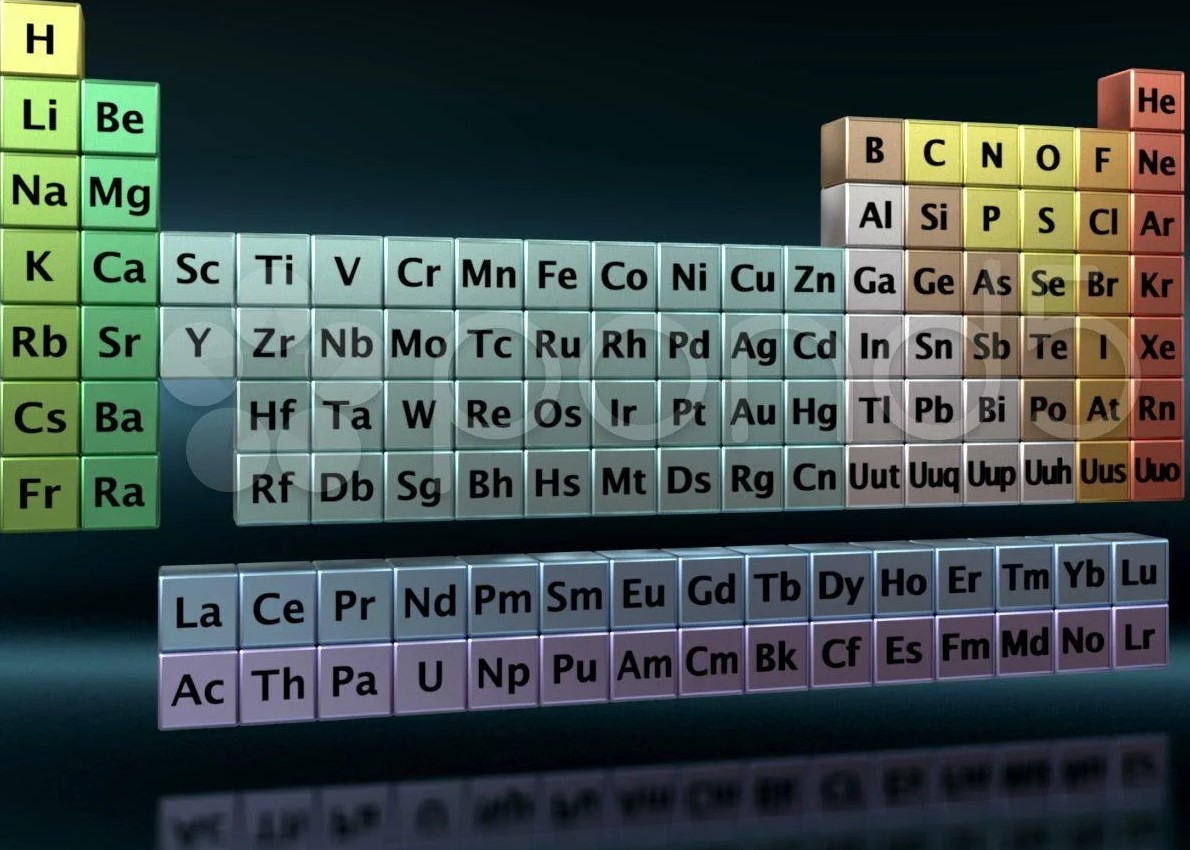 H
He
Li Be B C N O F Ne
Na Mg Al Si P S Cl Ar
K Ca Sc Ti V Cr Mn Fe Co Ni Cu Zn Ga Ge As Se Br Kr
Rb Sr Y Zr Nb Mo Tc Ru Rh Pd Ag Cd In Sn Sb Te I Xe
Cs Ba Hf Ta W Re Os Ir Pt Au Hg Tl Pb Bi Po At Rn
Fr Ra Rf Db Sg Bh Hs Mt Ds Rg Cn Uut Uuq Uup Uuh Uus Uuo
La Ce Pr Nd Pm Sm Eu Gd Tb Dy Ho Er Tm Yb Lu
Ac Th Pa U Np Pu Am Cm Bk Cf Es Fm Md No Lr
pond5